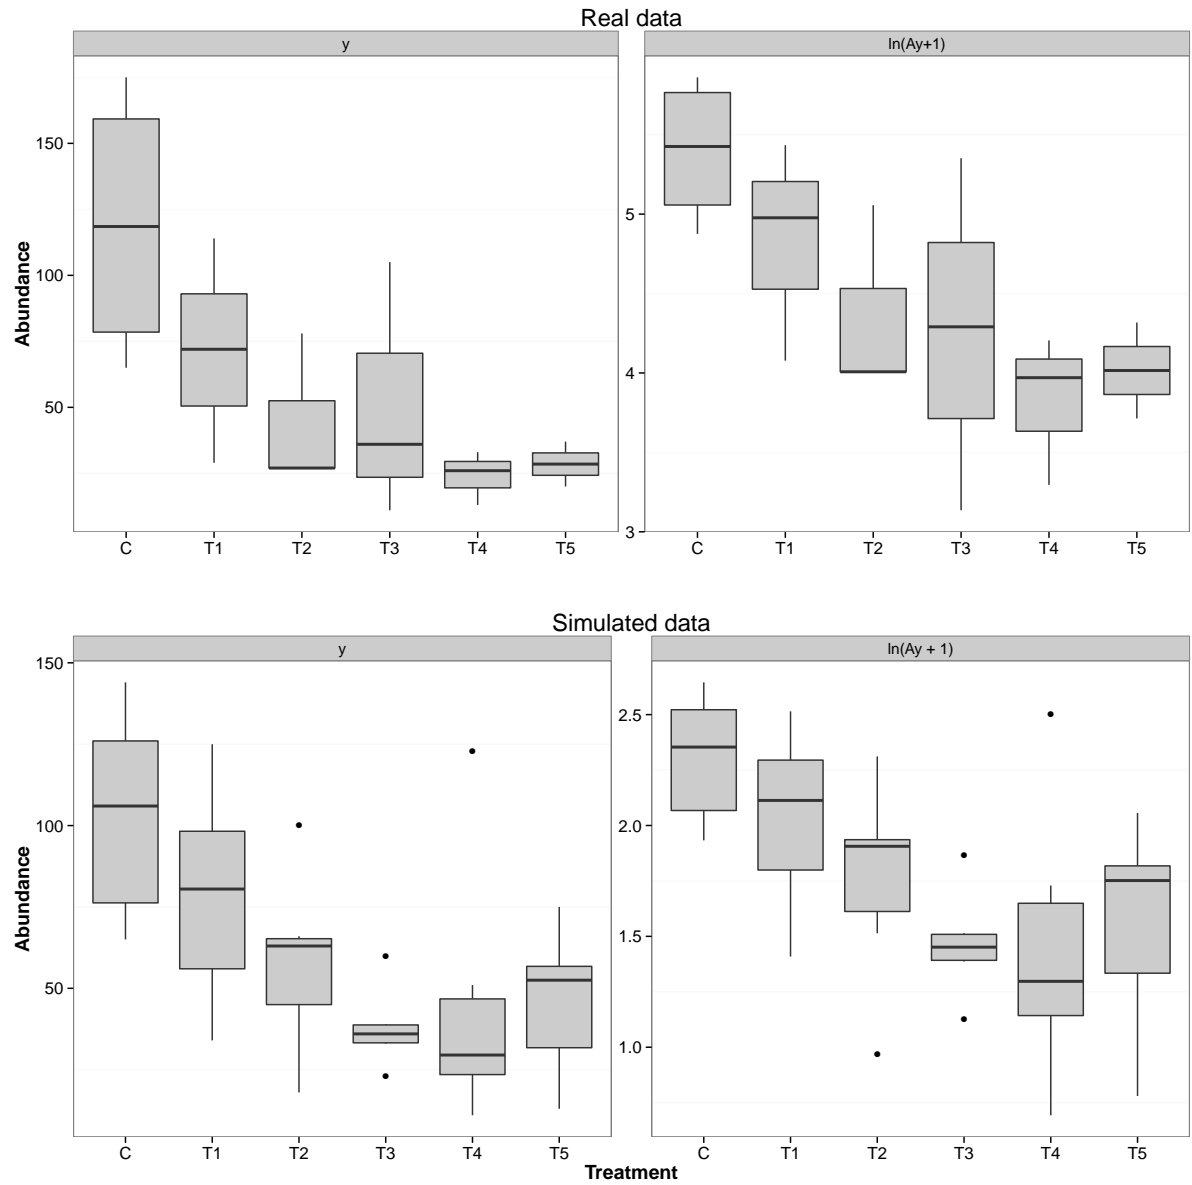 Real data
y
ln(Ay+1)
Abundance
150
100
50
5
4
3
C T1 T2 T3 T4 T5
C T1 T2 T3 T4 T5
Simulated data
y
ln(Ay + 1)
Abundance
150
100
50
2.5
2.0
1.5
1.0
C T1 T2 T3 T4 T5
C T1 T2 T3 T4 T5
Treatment